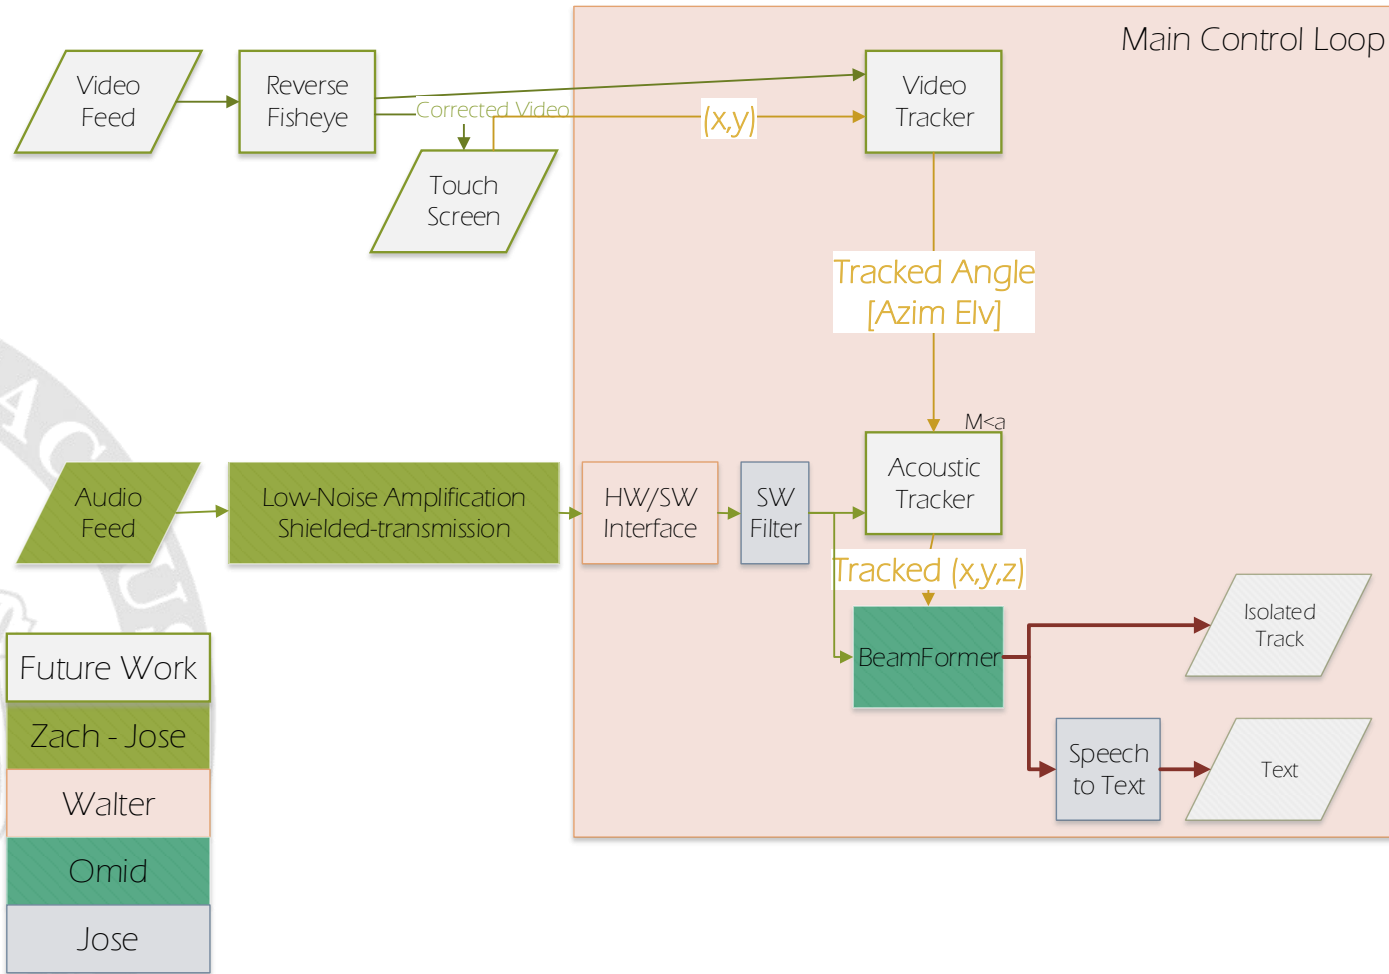 Main Control Loop
Video
Feed
Reverse
Fisheye
Corrected Video
(x,y)
Video
Tracker
Touch
Screen
Tracked Angle
[Azim Elv]
M<a
Audio
Feed
Low-Noise Amplification
Shielded-transmission
HW/SW
Interface
SW
Filter
Acoustic
Tracker
Tracked (x,y,z)
BeamFormer
Isolated
Track
Speech
to Text
Text
Future Work
Zach - Jose
Walter
Omid
Jose